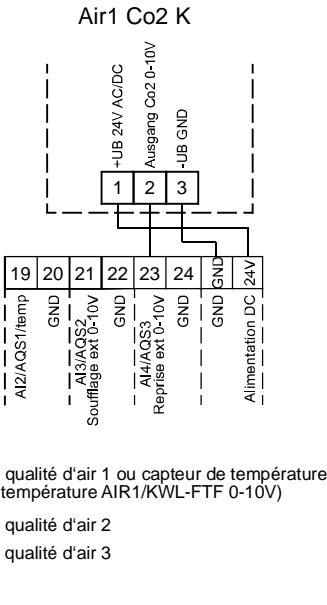 Air1 Co2 K
+UB 24V AC/DC
Ausgang Co2 0-10V
-UB GND
1 2 3
19 20 21 22 23 24 GND 24V
AI2/AQS1/temp
GND
AI3/AQS2
Soufflage ext 0-10V
GND
AI4/AQS3
Reprise ext 0-10V
GND
GND
Alimentation DC
qualité d'air 1 ou capteur de température
température AIR1/KWL-FTF 0-10V)
qualité d'air 2
qualité d'air 3